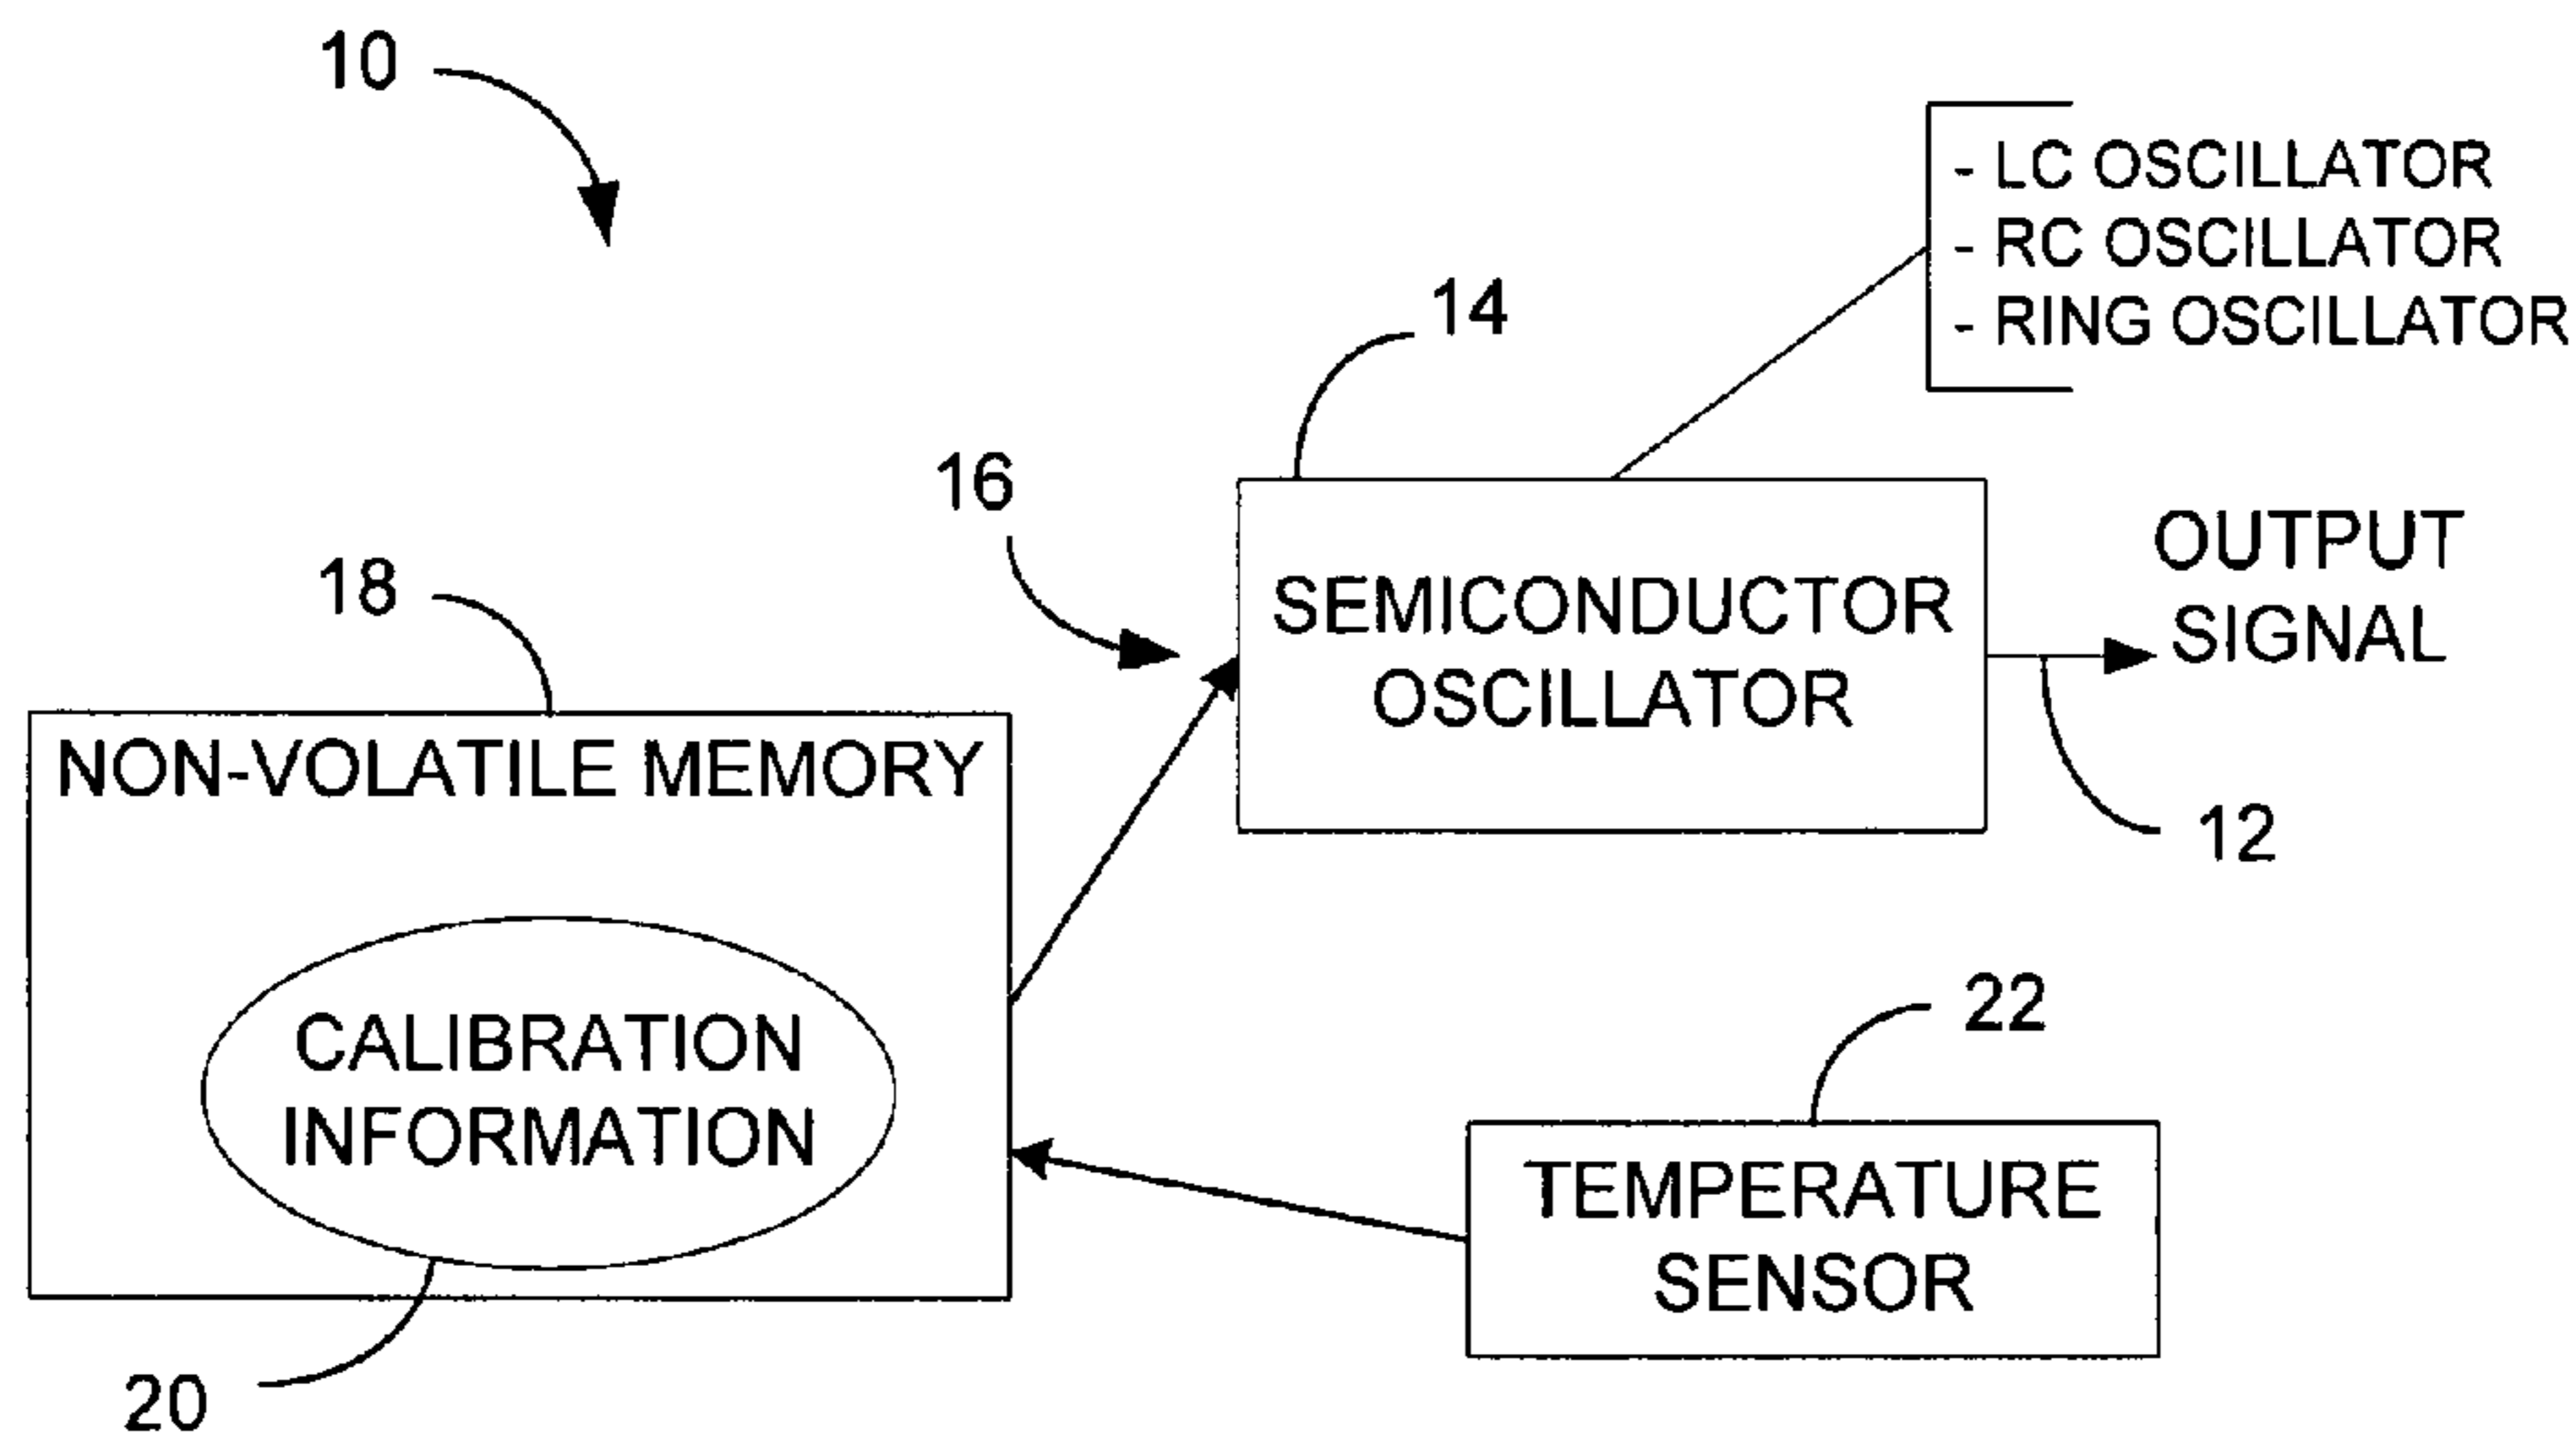 10
- LC OSCILLATOR
- RC OSCILLATOR
- RING OSCILLATOR
14
16
OUTPUT
SIGNAL
SEMICONDUCTOR
OSCILLATOR
12
18
NON-VOLATILE MEMORY
CALIBRATION
INFORMATION
20
22
TEMPERATURE
SENSOR